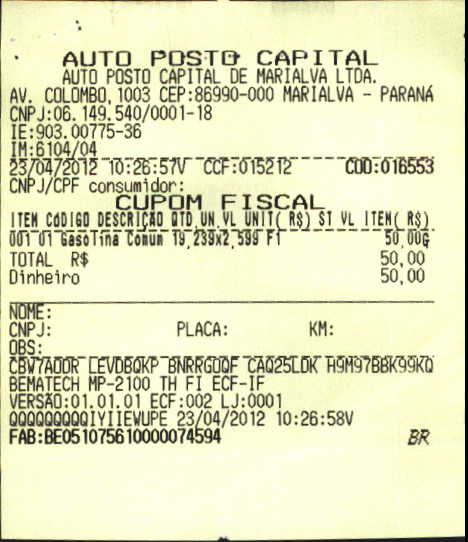 AUTO POSTO CAPITAL
AUTO POSTO CAPITAL DE MARIALVA LTDA.
AV. COLOMBO, 1003 CEP:86990-000 MARIALVA - PARANÁ
CNPJ:06.149.540/0001-18
IE:903.00775-36
IM:6104/04
23/04/2012 10:26:57V CCF:015212 COO:016553
CNPJ/CPF consumidor:
CUPOM FISCAL
ITEM CÓDIGO DESCRIÇÃO QTD.UN.VL UNIT( R$) ST VL ITEM( R$)
001 01 Gasolina Comum 19,239x2,599 F1 50,00G
TOTAL R$ 50,00
Dinheiro 50,00
NOME:
CNPJ: PLACA: KM:
OBS:
CBW7ADDR LEVDBQKP BNRRGUQF CAQ25LDK H9M97BBK99KQ
BEMATECH MP-2100 TH FI ECF-IF
VERSÃO:01.01.01 ECF:002 LJ:0001
QQQQQQQQQIYIIEWUPE 23/04/2012 10:26:58V
FAB:BE051075610000074594 BR